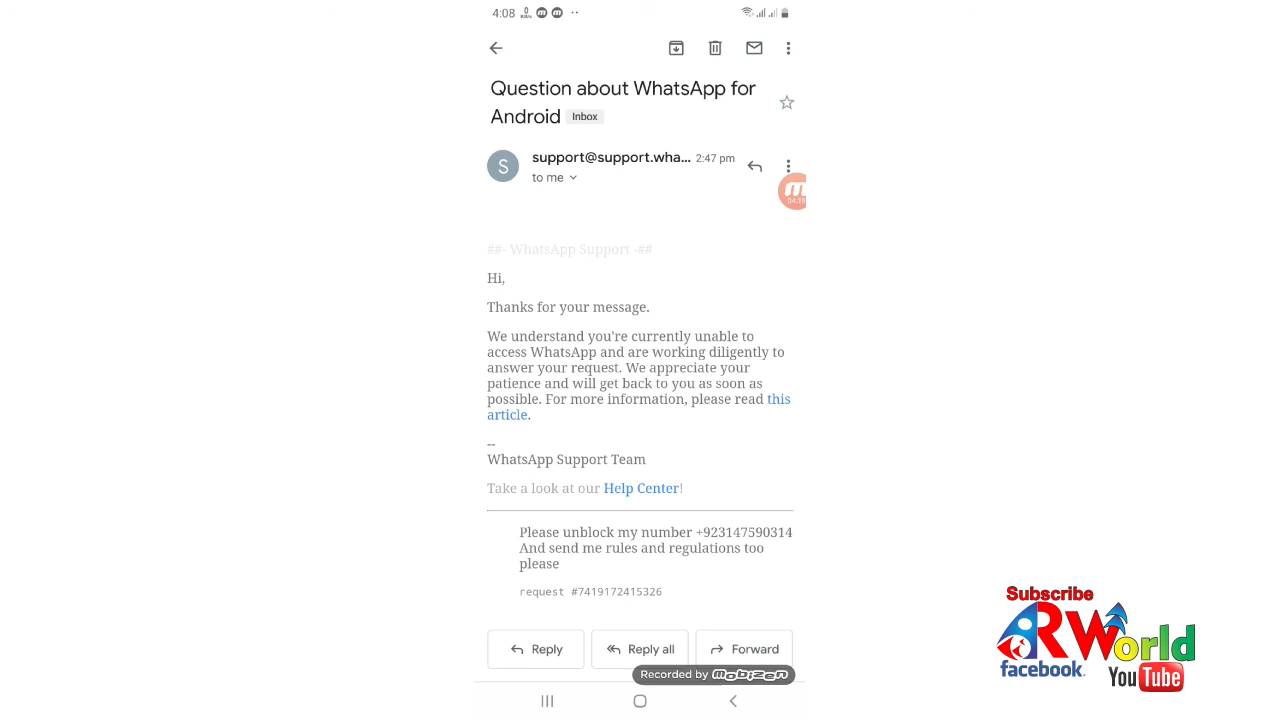 4:08
0
KB/s
Question about WhatsApp for
Android Inbox
S
support@support.wha... 2:47 pm
to me
04:10
##- WhatsApp Support -##
Hi,
Thanks for your message.
We understand you're currently unable to
access WhatsApp and are working diligently to
answer your request. We appreciate your
patience and will get back to you as soon as
possible. For more information, please read this
article.
--
WhatsApp Support Team
Take a look at our Help Center!
Please unblock my number +923147590314
And send me rules and regulations too
please
request #7419172415326
Reply Reply all Forward
Recorded by mobizen
Subscribe
ARWorld
facebook.
YouTube